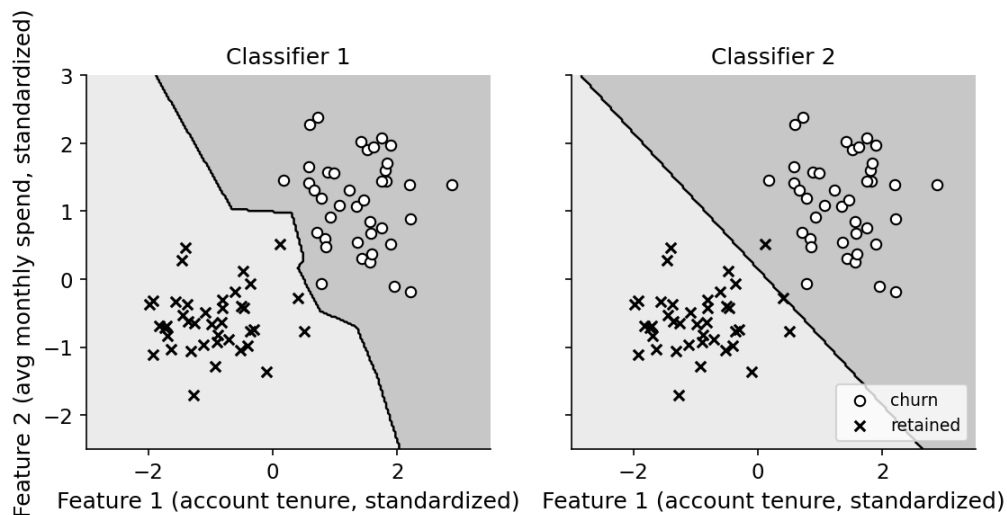 Classifier 1
Classifier 2
Feature 2 (avg monthly spend, standardized)
3
2
1
0
−1
−2
−2
0
2
−2
0
2
churn
retained
Feature 1 (account tenure, standardized)
Feature 1 (account tenure, standardized)